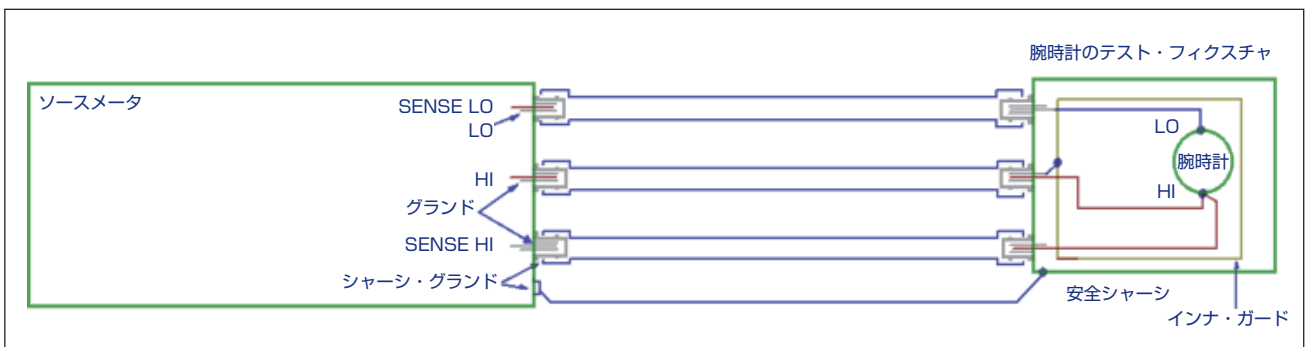 腕時計のテスト・フィクスチャ
ソースメータ
SENSE LO
LO
HI
グランド
SENSE HI
シャーシ・グランド
LO
腕時計
HI
安全シャーシ
インナ・ガード